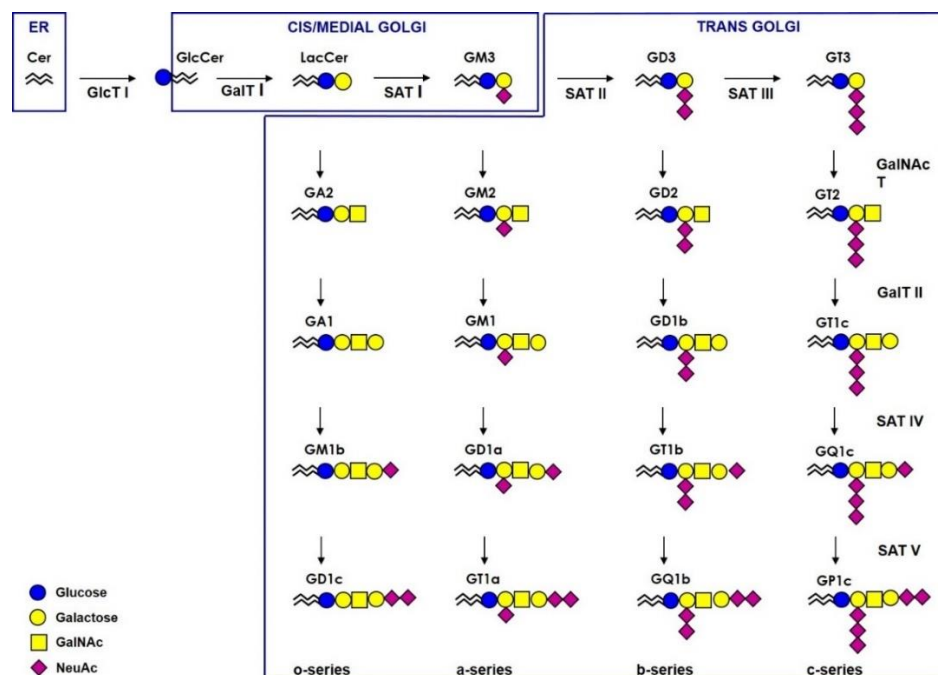 ER
CIS/MEDIAL GOLGI
TRANS GOLGI
Cer
GlcCer
LacCer
GM3
GD3
GT3
GlcT I
GalT I
SAT I
SAT II
SAT III
GalNAc
T
GA2
GM2
GD2
GT2
GalT II
GA1
GM1
GD1b
GT1c
SAT IV
GM1b
GD1a
GT1b
GQ1c
SAT V
GD1c
GT1a
GQ1b
GP1c
Glucose
Galactose
GalNAc
NeuAc
o-series
a-series
b-series
c-series